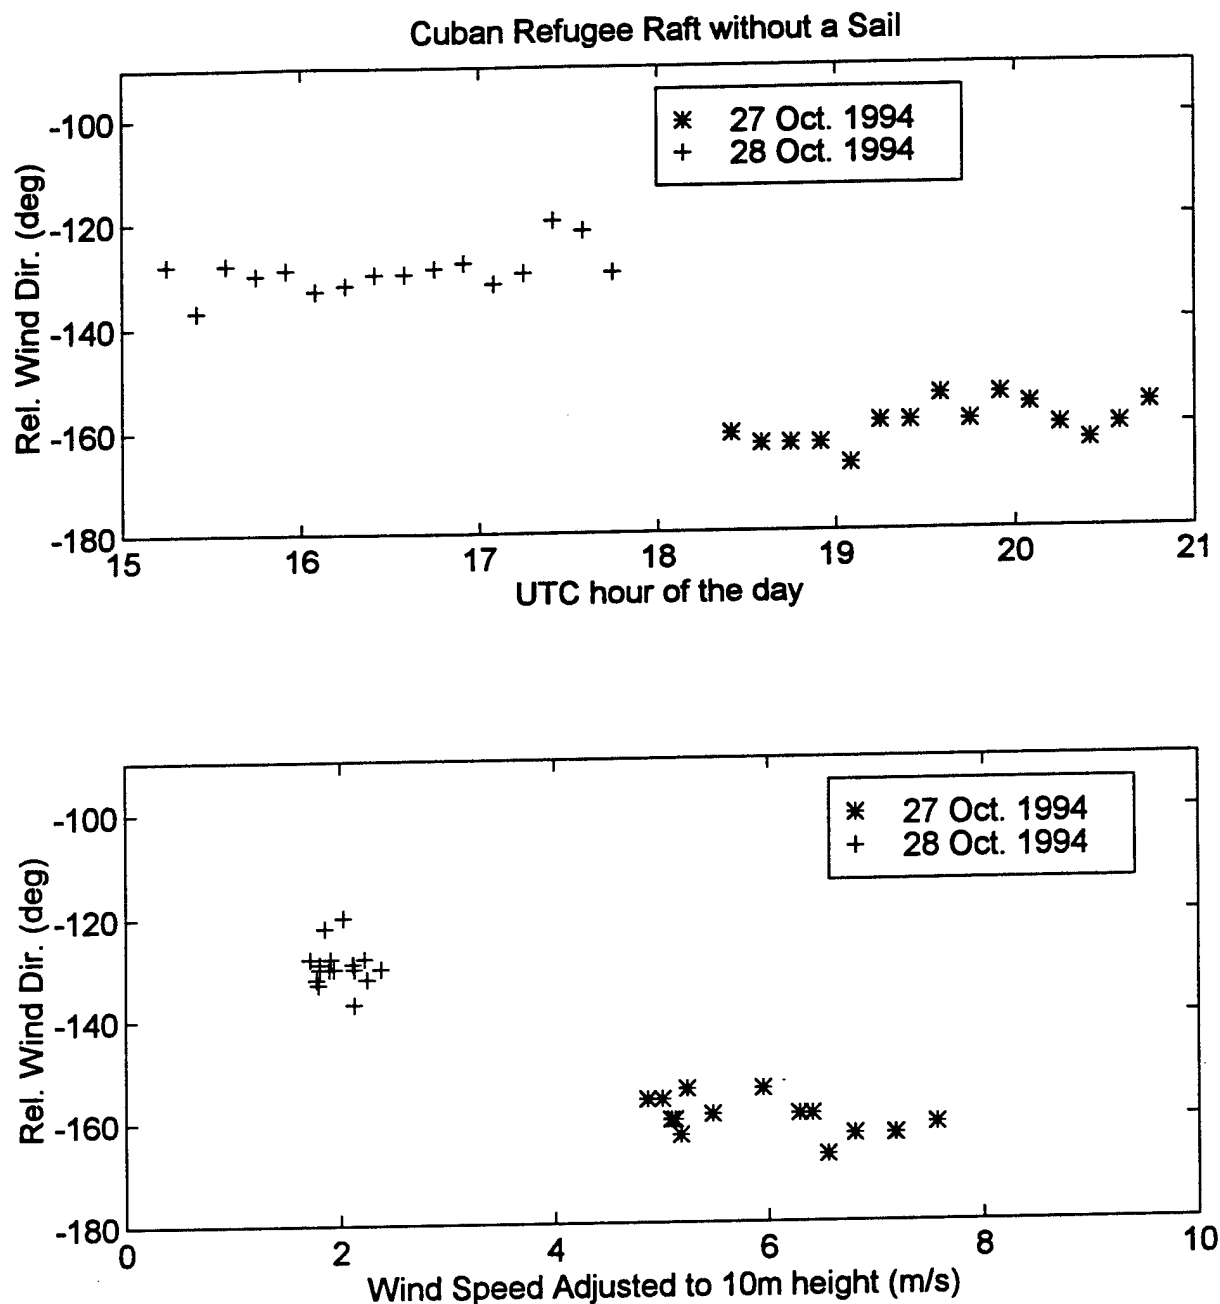 Cuban Refugee Raft without a Sail
27 Oct. 1994
28 Oct. 1994
Rel. Wind Dir. (deg)
-100
-120
-140
-160
-180
15 16 17 18 19 20 21
UTC hour of the day
27 Oct. 1994
28 Oct. 1994
Rel. Wind Dir. (deg)
-100
-120
-140
-160
-180
0 2 4 6 8 10
Wind Speed Adjusted to 10m height (m/s)